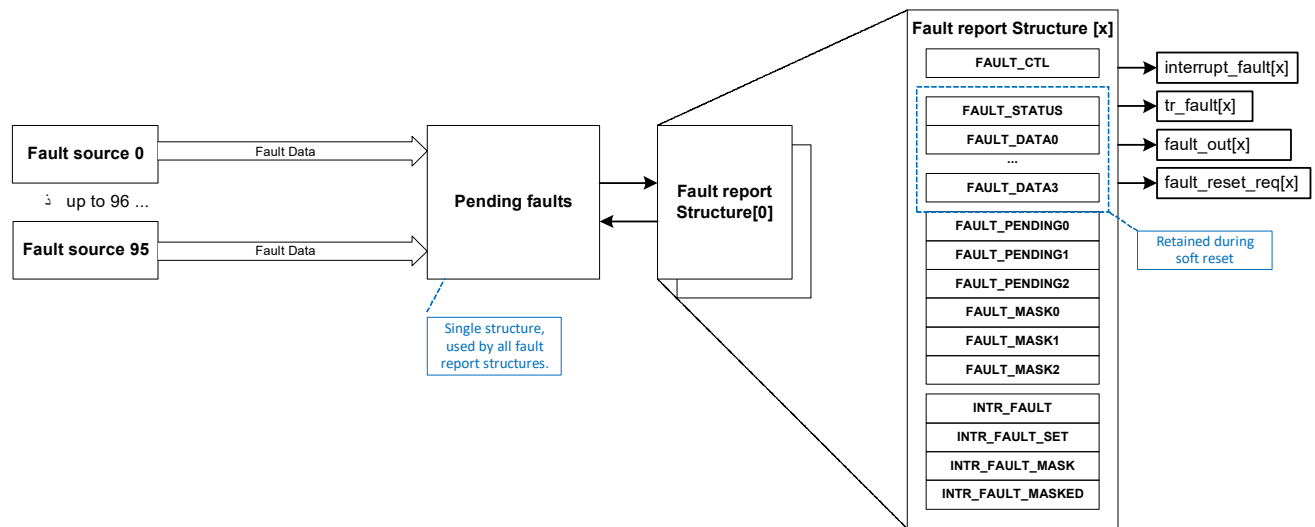 Fault source 0
Fault Data
up to 96 ...
Fault source 95
Fault Data
Pending faults
Single structure,
used by all fault
report structures.
Fault report
Structure[0]
Fault report Structure [x]
FAULT_CTL
FAULT_STATUS
FAULT_DATA0
...
FAULT_DATA3
FAULT_PENDING0
FAULT_PENDING1
FAULT_PENDING2
FAULT_MASK0
FAULT_MASK1
FAULT_MASK2
INTR_FAULT
INTR_FAULT_SET
INTR_FAULT_MASK
INTR_FAULT_MASKED
interrupt_fault[x]
tr_fault[x]
fault_out[x]
fault_reset_req[x]
Retained during
soft reset